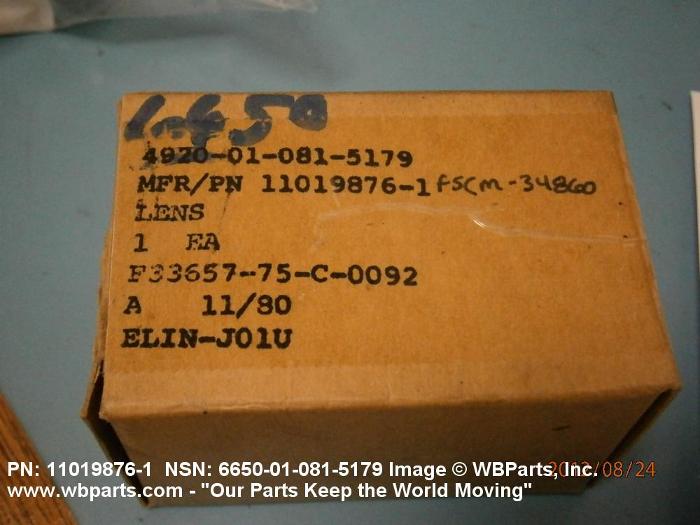 6650
4920-01-081-5179
MFR/PN 11019876-1 FSCM-34860
LENS
1 EA
F33657-75-C-0092
A 11/80
ELIN-J01U
2012/08/24
PN: 11019876-1 NSN: 6650-01-081-5179 Image © WBParts, Inc.
www.wbparts.com - "Our Parts Keep the World Moving"